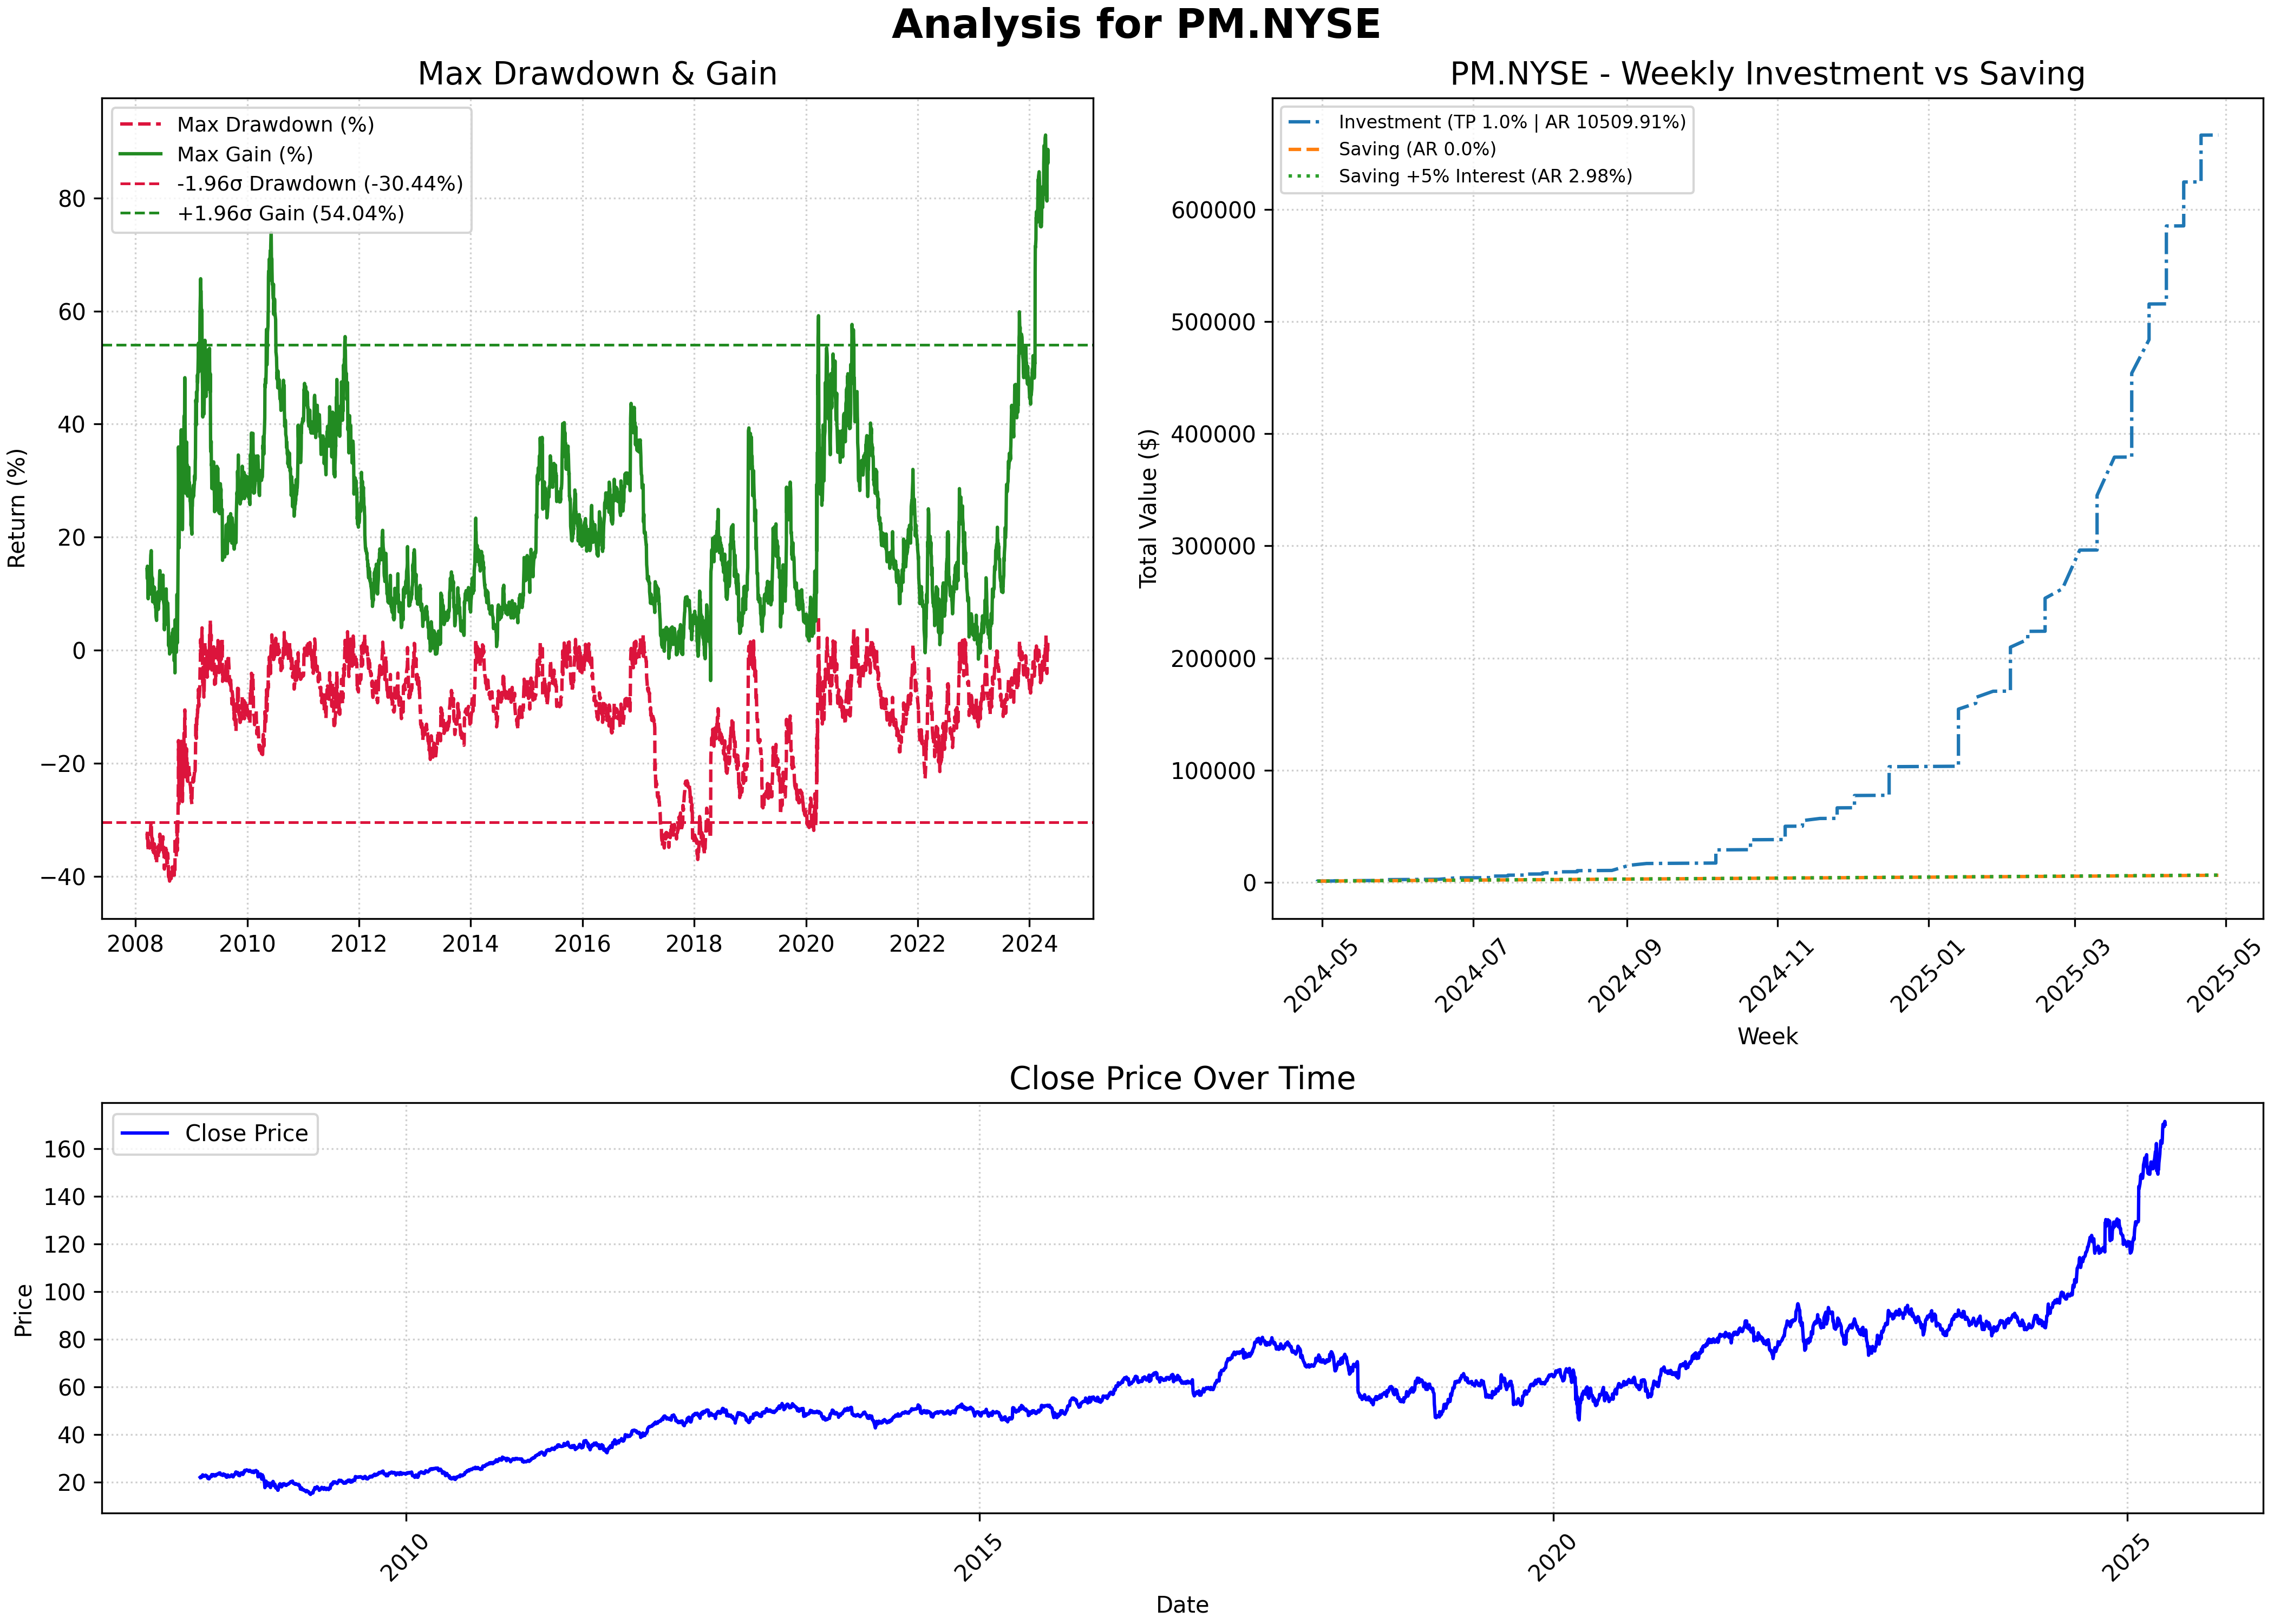 Analysis for PM.NYSE
Max Drawdown & Gain
Max Drawdown (%)
Max Gain (%)
-1.96σ Drawdown (-30.44%)
+1.96σ Gain (54.04%)
Return (%)
80
60
40
20
0
−20
−40
2008 2010 2012 2014 2016 2018 2020 2022 2024
PM.NYSE - Weekly Investment vs Saving
Investment (TP 1.0% | AR 10509.91%)
Saving (AR 0.0%)
Saving +5% Interest (AR 2.98%)
Total Value ($)
600000
500000
400000
300000
200000
100000
0
2024-05 2024-07 2024-09 2024-11 2025-01 2025-03 2025-05
Week
Close Price Over Time
Close Price
Price
160
140
120
100
80
60
40
20
2010 2015 2020 2025
Date